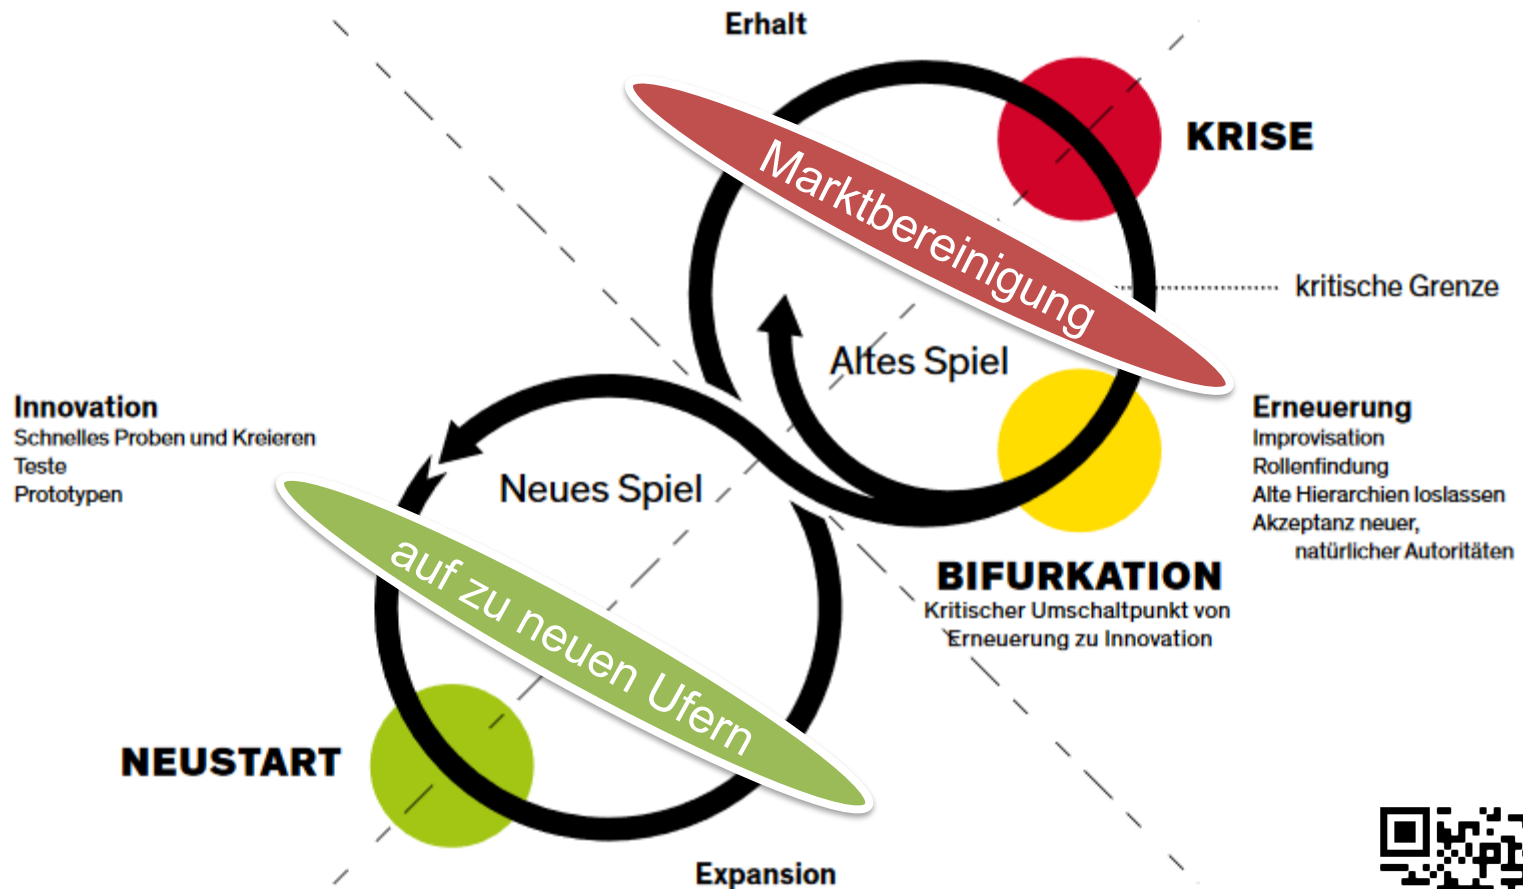 Erhalt
KRISE
Marktbereinigung
kritische Grenze
Altes Spiel
Innovation
Schnelles Proben und Kreieren
Teste
Prototypen
Neues Spiel
Erneuerung
Improvisation
Rollenfindung
Alte Hierarchien loslassen
Akzeptanz neuer,
natürlicher Autoritäten
BIFURKATION
Kritischer Umschaltpunkt von
Erneuerung zu Innovation
auf zu neuen Ufern
NEUSTART
Expansion